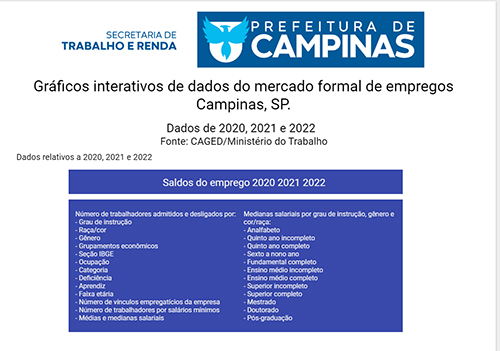 SECRETARIA DE
TRABALHO E RENDA
PREFEITURA DE
CAMPINAS
Gráficos interativos de dados do mercado formal de empregos
Campinas, SP.
Dados de 2020, 2021 e 2022
Fonte: CAGED/Ministério do Trabalho
Dados relativos a 2020, 2021 e 2022
Saldos do emprego 2020 2021 2022
Número de trabalhadores admitidos e desligados por:
- Grau de instrução
- Raça/cor
- Gênero
- Grupamentos econômicos
- Seção IBGE
- Ocupação
- Categoria
- Deficiência
- Aprendiz
- Faixa etária
- Número de vínculos empregatícios da empresa
- Número de trabalhadores por salários mínimos
- Médias e medianas salariais
Medianas salariais por grau de instrução, gênero e
cor/raça:
- Analfabeto
- Quinto ano incompleto
- Quinto ano completo
- Sexto a nono ano
- Fundamental completo
- Ensino médio incompleto
- Ensino médio completo
- Superior incompleto
- Superior completo
- Mestrado
- Doutorado
- Pós-graduação